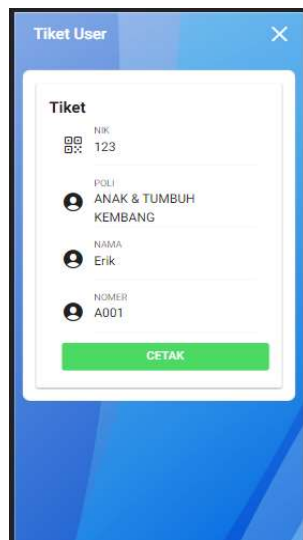 Tiket User
Tiket
NIK
123
POLI
ANAK & TUMBUH
KEMBANG
NAMA
Erik
NOMER
A001
CETAK